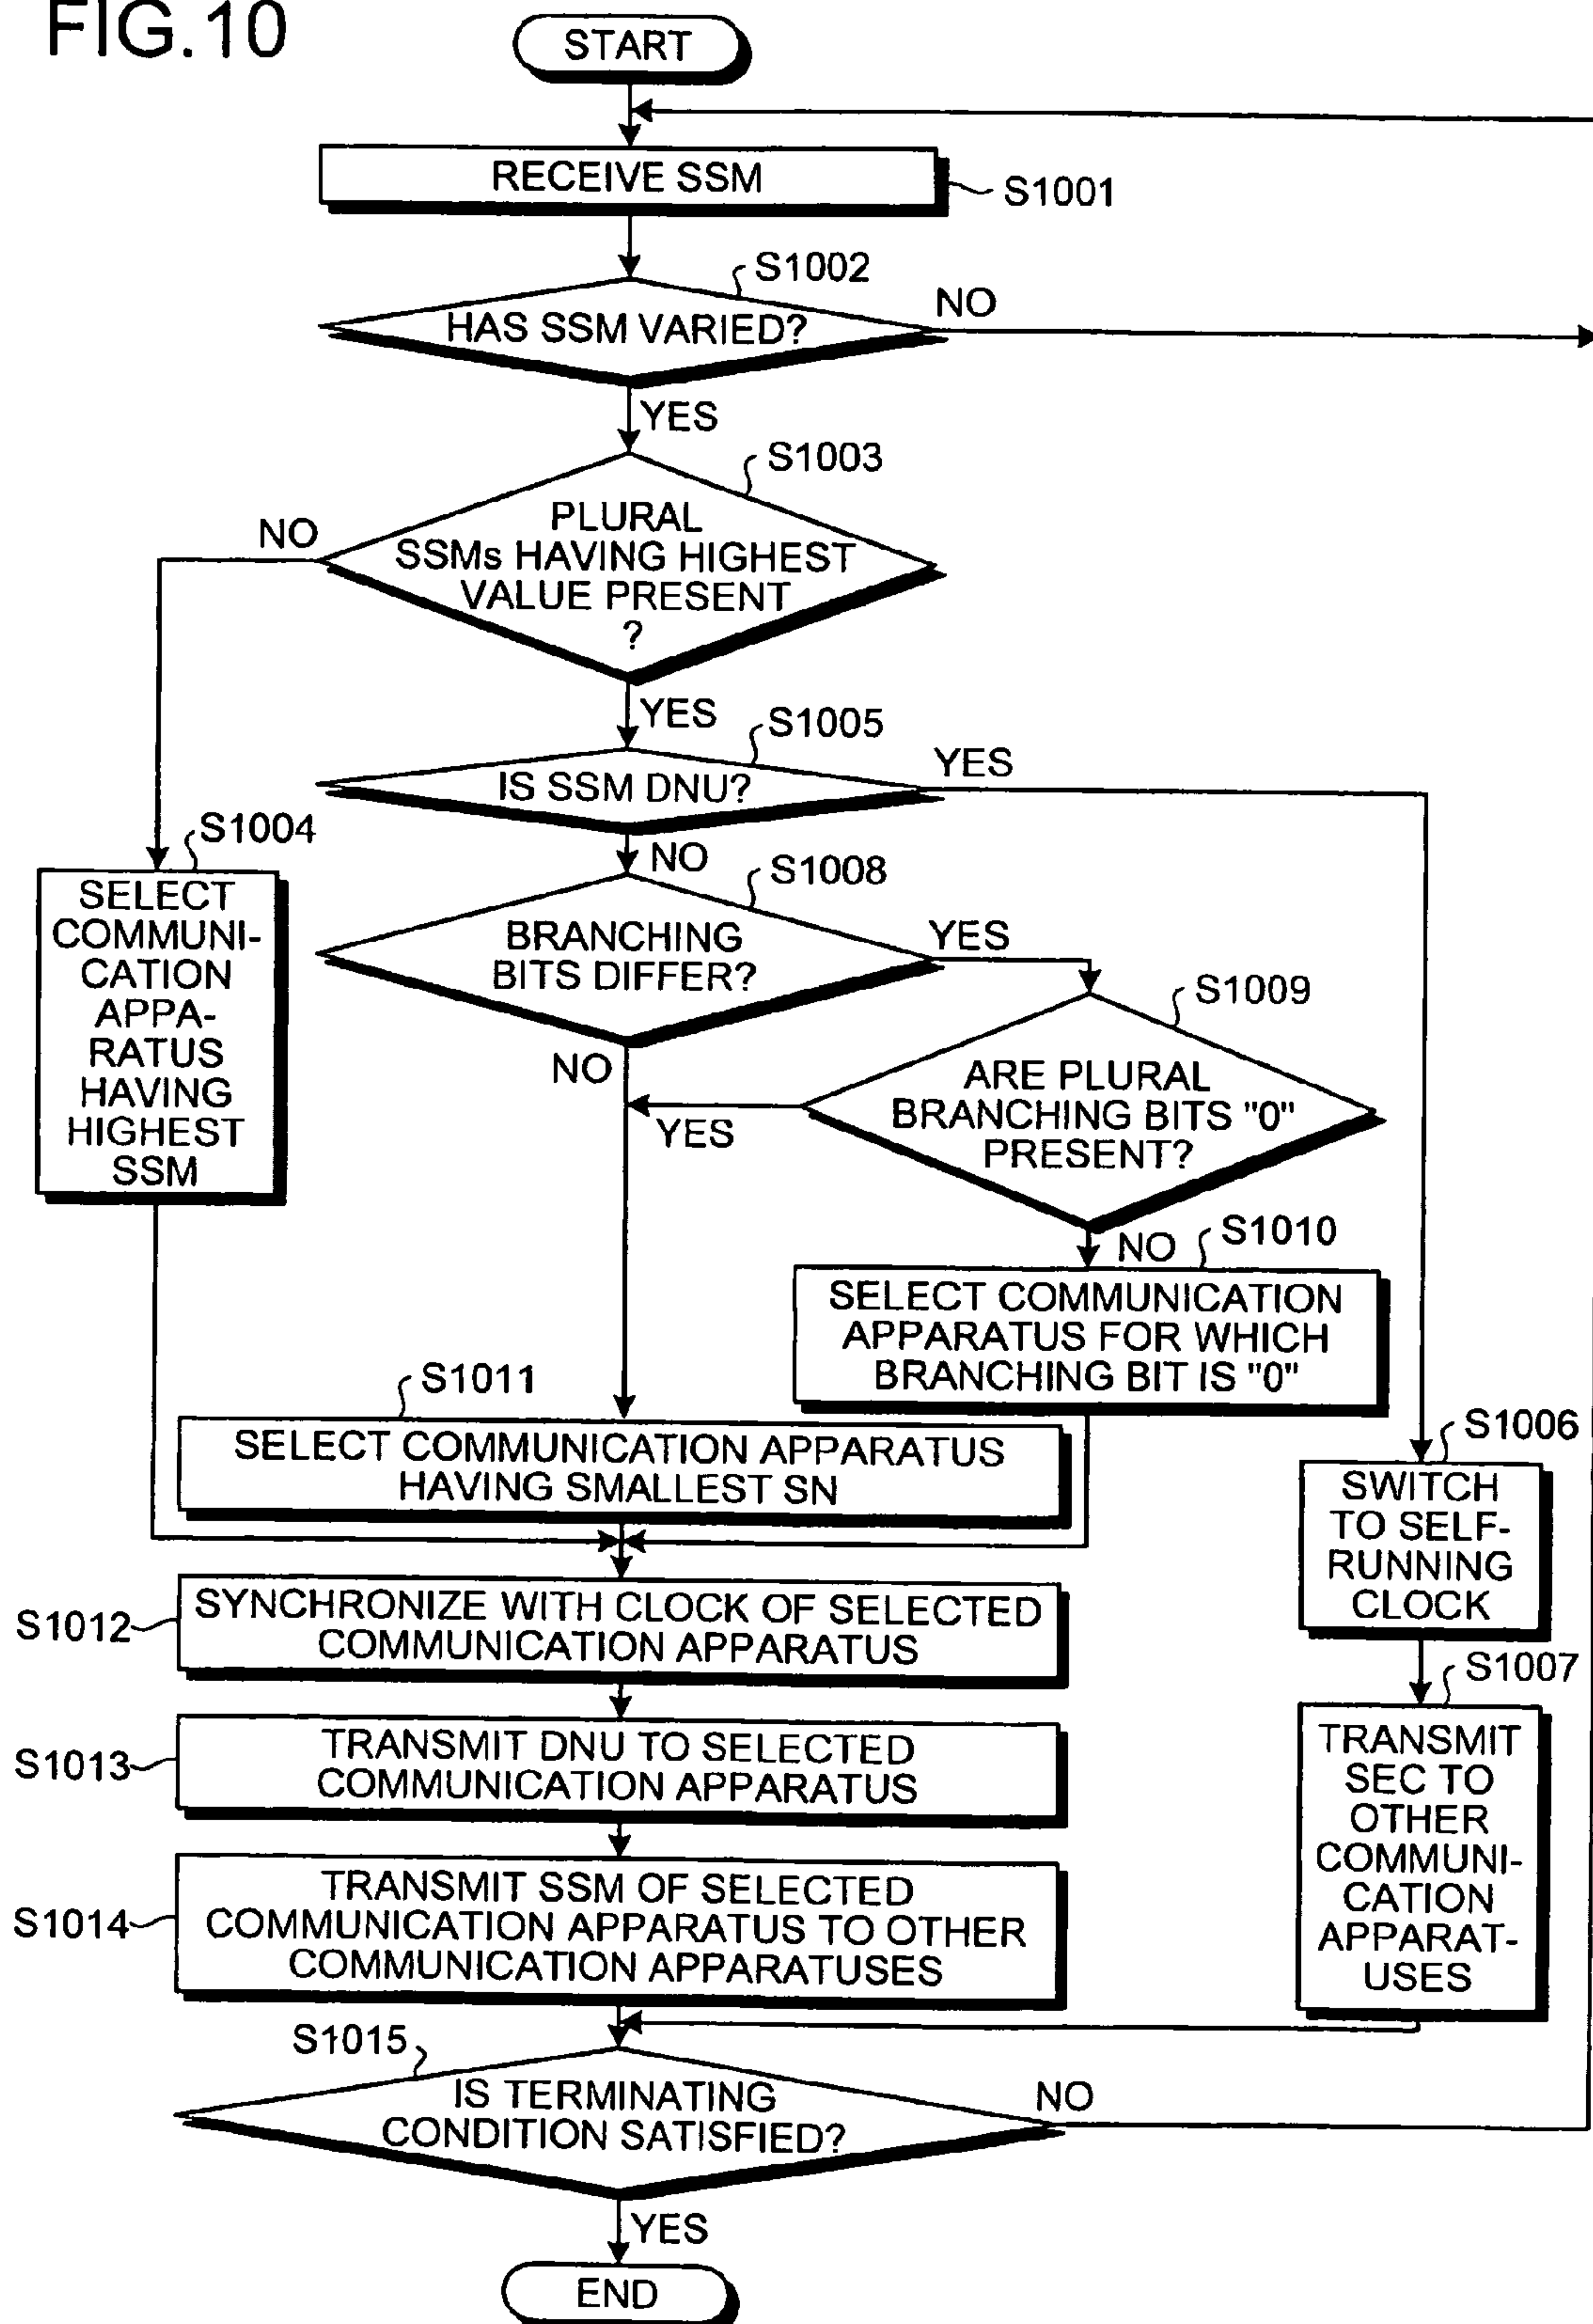 FIG.10
START
RECEIVE SSM
S1001
S1002
HAS SSM VARIED?
NO
YES
S1003
PLURAL
SSMs HAVING HIGHEST
VALUE PRESENT
?
NO
YES
S1005
IS SSM DNU?
YES
NO
S1004
SELECT
COMMUNI-
CATION
APPA-
RATUS
HAVING
HIGHEST
SSM
S1008
BRANCHING
BITS DIFFER?
YES
NO
S1009
ARE PLURAL
BRANCHING BITS "0"
PRESENT?
YES
NO
S1010
SELECT COMMUNICATION
APPARATUS FOR WHICH
BRANCHING BIT IS "0"
S1011
SELECT COMMUNICATION APPARATUS
HAVING SMALLEST SN
S1006
SWITCH
TO SELF-
RUNNING
CLOCK
S1012
SYNCHRONIZE WITH CLOCK OF SELECTED
COMMUNICATION APPARATUS
S1007
TRANSMIT
SEC TO
OTHER
COMMUNI-
CATION
APPARAT-
USES
S1013
TRANSMIT DNU TO SELECTED
COMMUNICATION APPARATUS
S1014
TRANSMIT SSM OF SELECTED
COMMUNICATION APPARATUS TO OTHER
COMMUNICATION APPARATUSES
S1015
IS TERMINATING
CONDITION SATISFIED?
NO
YES
END